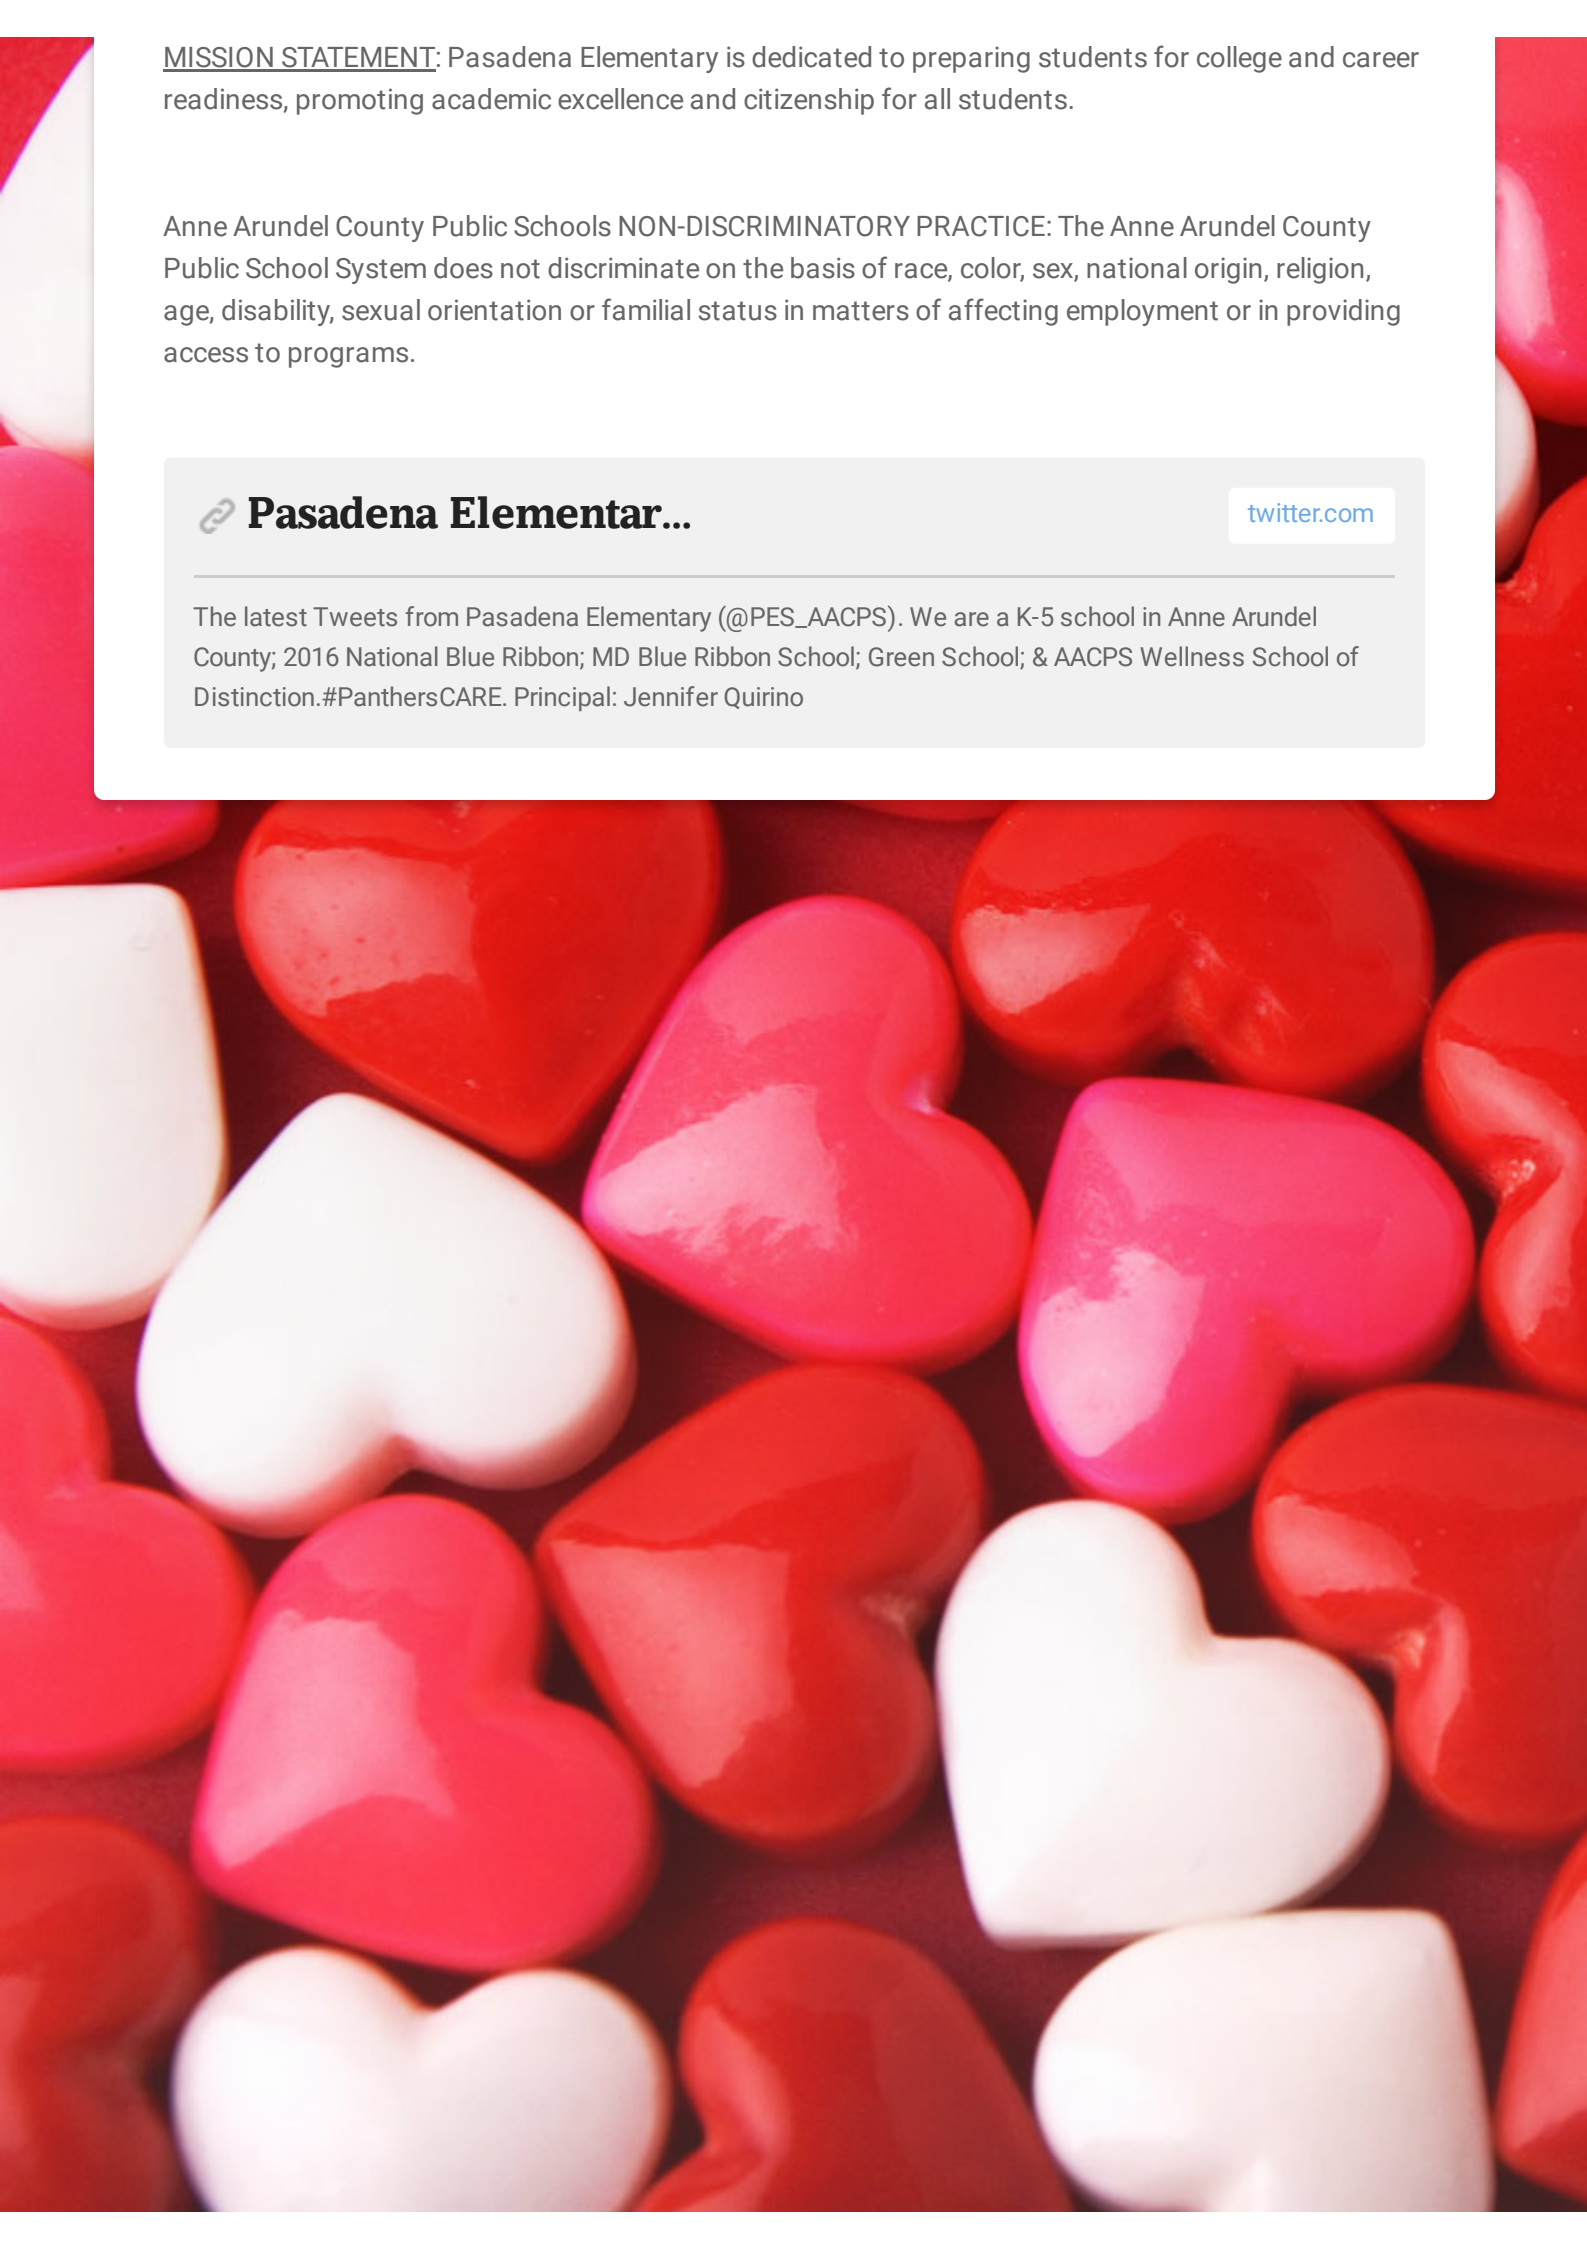 MISSION STATEMENT: Pasadena Elementary is dedicated to preparing students for college and career
readiness, promoting academic excellence and citizenship for all students.
Anne Arundel County Public Schools NON-DISCRIMINATORY PRACTICE: The Anne Arundel County
Public School System does not discriminate on the basis of race, color, sex, national origin, religion,
age, disability, sexual orientation or familial status in matters of affecting employment or in providing
access to programs.
Pasadena Elementar...
twitter.com
The latest Tweets from Pasadena Elementary (@PES_AACPS). We are a K-5 school in Anne Arundel
County; 2016 National Blue Ribbon; MD Blue Ribbon School; Green School; & AACPS Wellness School of
Distinction.#PanthersCARE. Principal: Jennifer Quirino